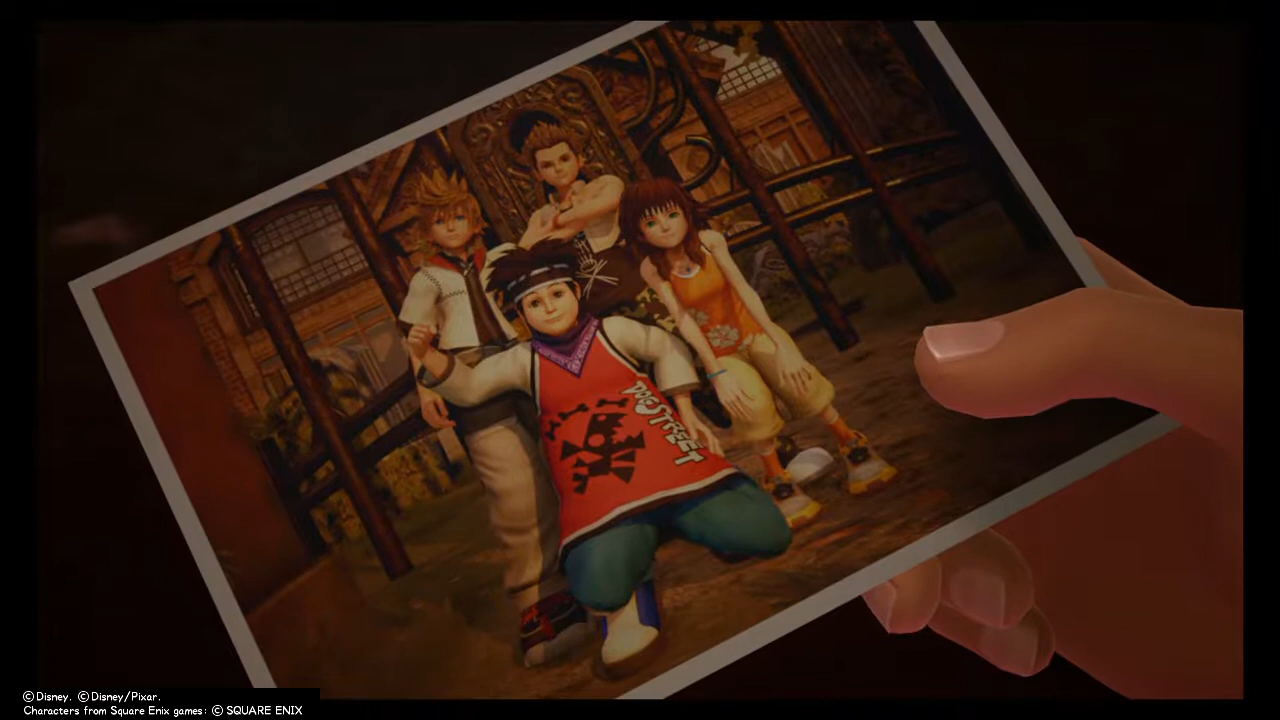 DOG STREET
©Disney. ©Disney/Pixar.
Characters from Square Enix games: © SQUARE ENIX